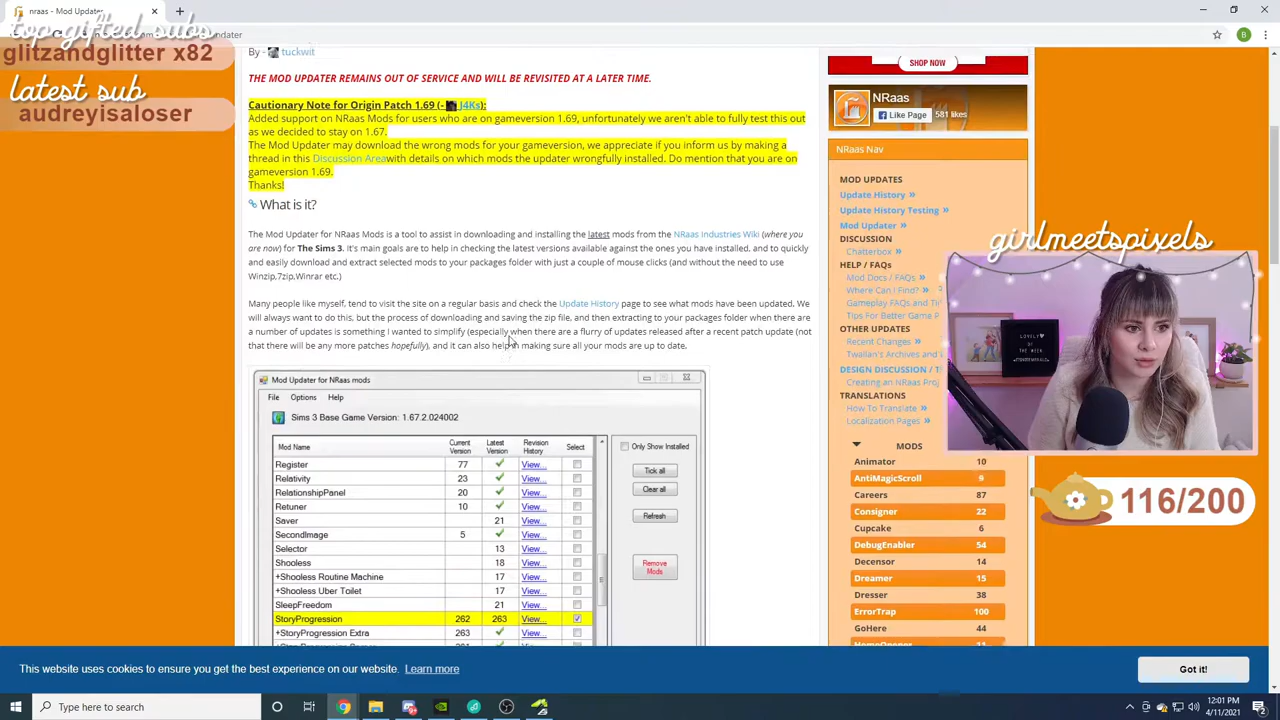 nraas - Mod Updater
top gifted subs
glitzandglitter x82
latest sub
audreyisaloser
By - tuckwit
THE MOD UPDATER REMAINS OUT OF SERVICE AND WILL BE REVISITED AT A LATER TIME.
Cautionary Note for Origin Patch 1.69 (- J4Ks):
Added support on NRaas Mods for users who are on gameversion 1.69, unfortunately we aren't able to fully test this out
as we decided to stay on 1.67.
The Mod Updater may download the wrong mods for your gameversion, we appreciate if you inform us by making a
thread in this Discussion Areawith details on which mods the updater wrongfully installed. Do mention that you are on
gameversion 1.69.
Thanks!
What is it?
The Mod Updater for NRaas Mods is a tool to assist in downloading and installing the latest mods from the NRaas Industries Wiki (where you
are now) for The Sims 3. It's main goals are to help in checking the latest versions available against the ones you have installed, and to quickly
and easily download and extract selected mods to your packages folder with just a couple of mouse clicks (and without the need to use
Winzip,7zip,Winrar etc.)
Many people like myself, tend to visit the site on a regular basis and check the Update History page to see what mods have been updated. We
will always want to do this, but the process of downloading and saving the zip file, and then extracting to your packages folder when there are
a number of updates is something I wanted to simplify (especially when there are a flurry of updates released after a recent patch update (not
that there will be any more patches hopefully), and it can also help in making sure all your mods are up to date.
Mod Updater for NRaas mods
File Options Help
Sims 3 Base Game Version: 1.67.2.024002
Mod Name Current Version Latest Version Revision History Select
Register 77 View...
Relativity 23 View...
RelationshipPanel 20 View...
Retuner 10 View...
Saver 21 View...
SecondImage 5 View...
Selector 13 View...
Shooless 18 View...
+Shooless Routine Machine 17 View...
+Shooless Uber Toilet 17 View...
SleepFreedom 21 View...
StoryProgression 262 263 View...
+StoryProgression Extra 263 View...
Only Show Installed
Tick all
Clear all
Refresh
Remove
Mods
SHOP NOW
NRaas
Like Page 581 likes
NRaas Nav
MOD UPDATES
Update History »
Update History Testing »
Mod Updater »
DISCUSSION
Chatterbox »
HELP / FAQs
Mod Docs / FAQs »
Where Can I Find? »
Gameplay FAQs and Ti
Tips For Better Game P
OTHER UPDATES
Recent Changes »
Twallan's Archives and
DESIGN DISCUSSION / T
Creating an NRaas Proj
TRANSLATIONS
How To Translate »
Localization Pages »
MODS
Animator 10
AntiMagicScroll 9
Careers 87
Consigner 22
Cupcake 6
DebugEnabler 54
Decensor 14
Dreamer 15
Dresser 38
ErrorTrap 100
GoHere 44
girlmeetspixels
116/200
This website uses cookies to ensure you get the best experience on our website. Learn more
Got it!
Type here to search
12:01 PM
4/11/2021